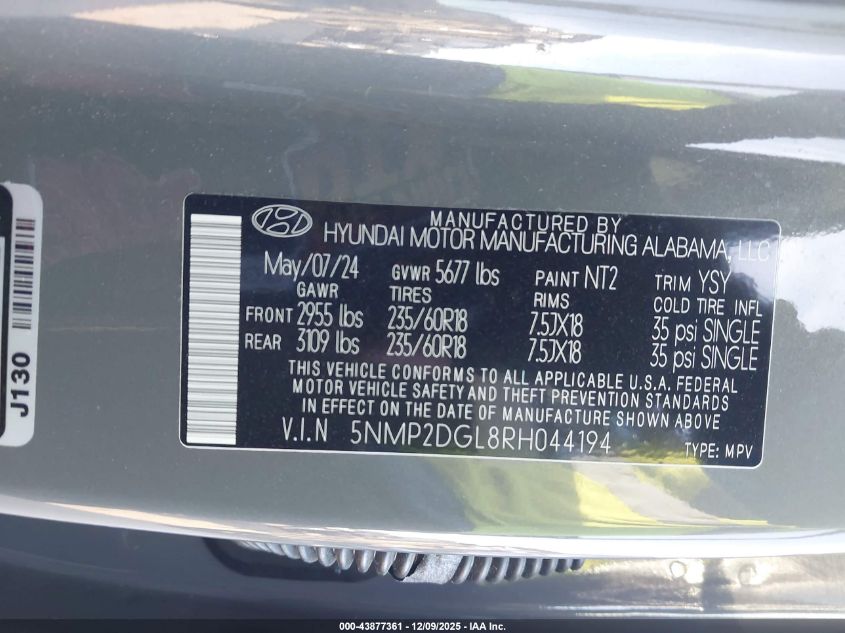 MANUFACTURED BY
HYUNDAI MOTOR MANUFACTURING ALABAMA, LLC
May/07/24 GVWR 5677 lbs PAINT NT2 TRIM YSY
GAWR TIRES RIMS COLD TIRE INFL
FRONT 2955 lbs 235/60R18 7.5JX18 35 psi SINGLE
REAR 3109 lbs 235/60R18 7.5JX18 35 psi SINGLE
THIS VEHICLE CONFORMS TO ALL APPLICABLE U.S.A. FEDERAL
MOTOR VEHICLE SAFETY AND THEFT PREVENTION STANDARDS
IN EFFECT ON THE DATE OF MANUFACTURE SHOWN ABOVE
V.I.N 5NMP2DGL8RH044194 TYPE: MPV
J130
000-43877361 - 12/09/2025 - IAA Inc.